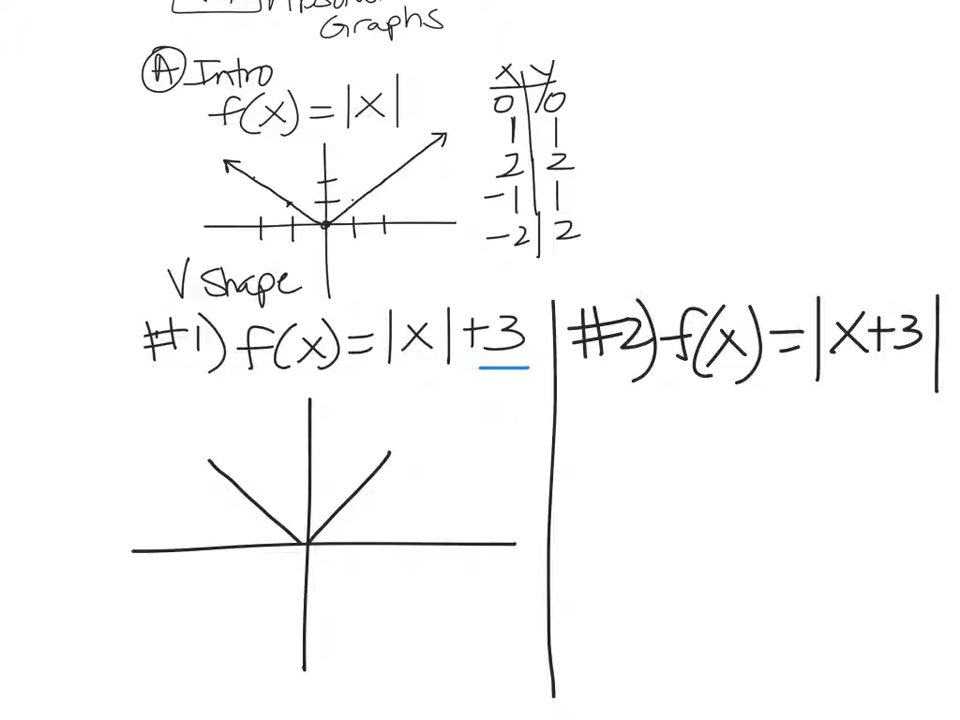 Graphs
A Intro
f(x) = |x|
x y
0 0
1 1
2 2
-1 1
-2 2
V Shape
#1) f(x) = |x| + 3
#2) f(x) = |x+3|